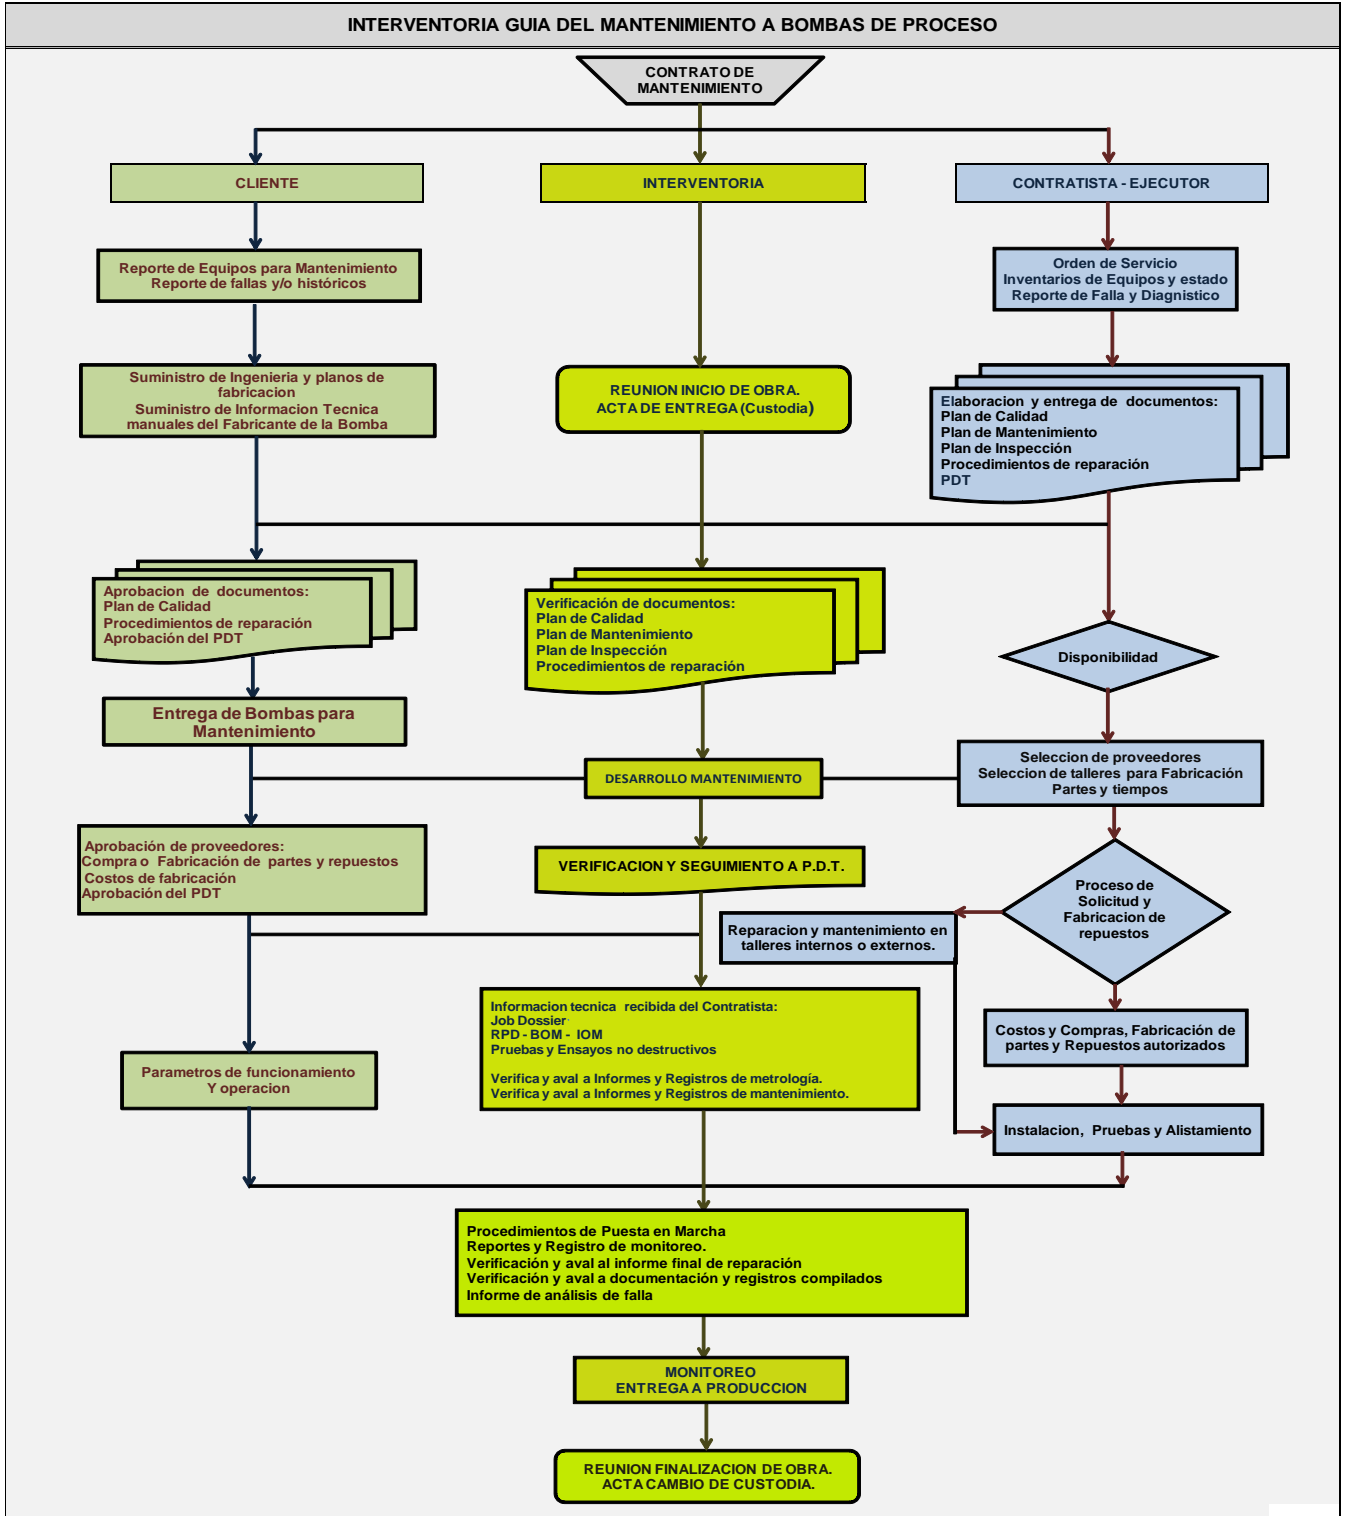 INTERVENTORIA GUIA DEL MANTENIMIENTO A BOMBAS DE PROCESO
CONTRATO DE
MANTENIMIENTO
CLIENTE
INTERVENTORIA
CONTRATISTA - EJECUTOR
Reporte de Equipos para Mantenimiento
Reporte de fallas y/o históricos
Orden de Servicio
Inventarios de Equipos y estado
Reporte de Falla y Diagnistico
Suministro de Ingenieria y planos de
fabricacion
Suministro de Informacion Tecnica
manuales del Fabricante de la Bomba
REUNION INICIO DE OBRA.
ACTA DE ENTREGA (Custodia)
Elaboracion y entrega de documentos:
Plan de Calidad
Plan de Mantenimiento
Plan de Inspección
Procedimientos de reparación
PDT
Aprobacion de documentos:
Plan de Calidad
Procedimientos de reparación
Aprobación del PDT
Verificación de documentos:
Plan de Calidad
Plan de Mantenimiento
Plan de Inspección
Procedimientos de reparación
Disponibilidad
Entrega de Bombas para
Mantenimiento
DESARROLLO MANTENIMIENTO
Seleccion de proveedores
Seleccion de talleres para Fabricación
Partes y tiempos
Aprobación de proveedores:
Compra o Fabricación de partes y repuestos
Costos de fabricación
Aprobación del PDT
VERIFICACION Y SEGUIMIENTO A P.D.T.
Proceso de
Solicitud y
Fabricacion de
repuestos
Reparacion y mantenimiento en
talleres internos o externos.
Informacion tecnica recibida del Contratista:
Job Dossier
RPD - BOM - IOM
Pruebas y Ensayos no destructivos
Verifica y aval a Informes y Registros de metrología.
Verifica y aval a Informes y Registros de mantenimiento.
Costos y Compras, Fabricación de
partes y Repuestos autorizados
Parametros de funcionamiento
Y operacion
Instalacion, Pruebas y Alistamiento
Procedimientos de Puesta en Marcha
Reportes y Registro de monitoreo.
Verificación y aval al informe final de reparación
Verificación y aval a documentación y registros compilados
Informe de análisis de falla
MONITOREO
ENTREGA A PRODUCCION
REUNION FINALIZACION DE OBRA.
ACTA CAMBIO DE CUSTODIA.